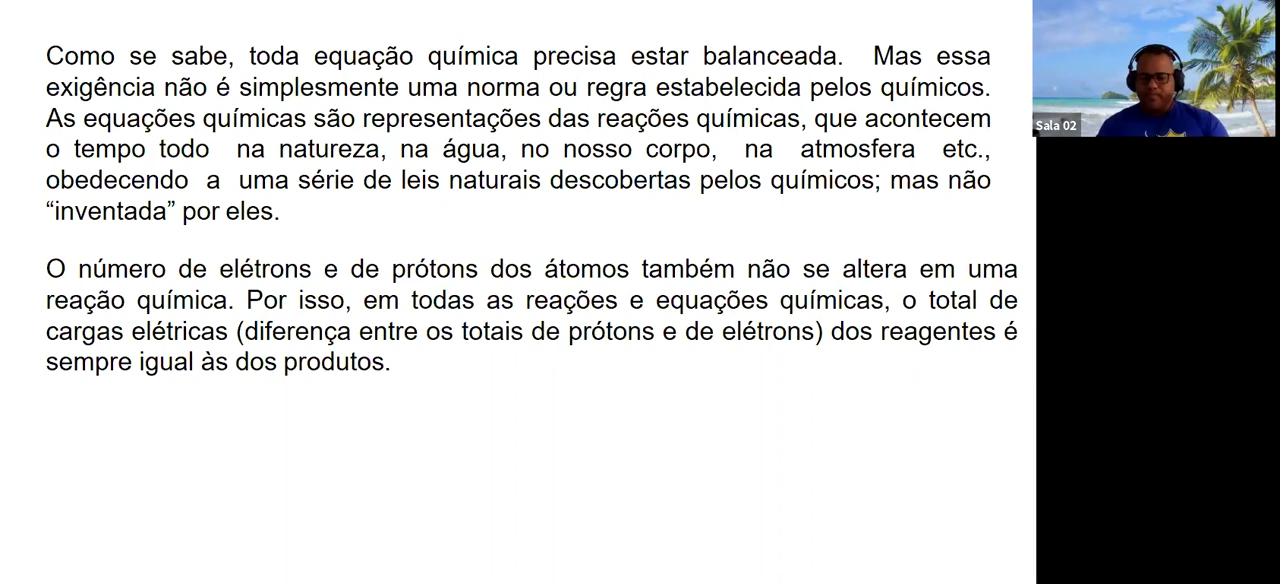 Como se sabe, toda equação química precisa estar balanceada. Mas essa
exigência não é simplesmente uma norma ou regra estabelecida pelos químicos.
As equações químicas são representações das reações químicas, que acontecem
o tempo todo na natureza, na água, no nosso corpo, na atmosfera etc.,
obedecendo a uma série de leis naturais descobertas pelos químicos; mas não
“inventada” por eles.
O número de elétrons e de prótons dos átomos também não se altera em uma
reação química. Por isso, em todas as reações e equações químicas, o total de
cargas elétricas (diferença entre os totais de prótons e de elétrons) dos reagentes é
sempre igual às dos produtos.
Sala 02